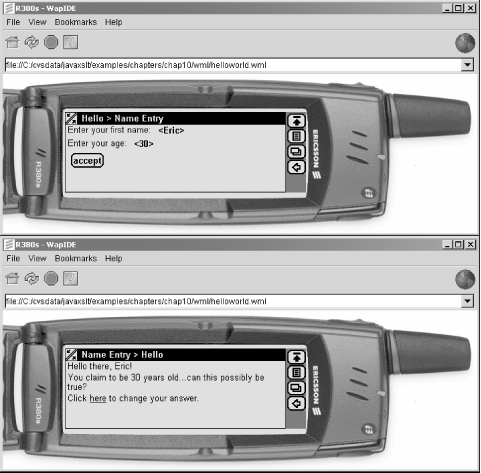 R380s - WapIDE
File View Bookmarks Help
file://C:/cvsdata/javaxslt/examples/chapters/chap10/wml/helloworld.wml
Hello > Name Entry
Enter your first name: <Eric>
Enter your age: <30>
accept
R380s
ERICSSON
R380s - WapIDE
File View Bookmarks Help
file://C:/cvsdata/javaxslt/examples/chapters/chap10/wml/helloworld.wml
Name Entry > Hello
Hello there, Eric!
You claim to be 30 years old...can this possibly be
true?
Click here to change your answer.
R380s
ERICSSON